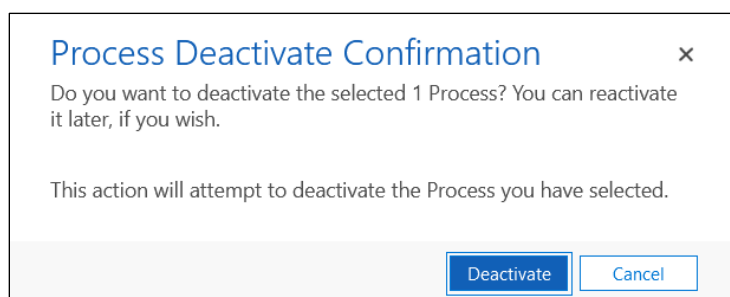 Process Deactivate Confirmation
Do you want to deactivate the selected 1 Process? You can reactivate
it later, if you wish.
This action will attempt to deactivate the Process you have selected.
Deactivate
Cancel